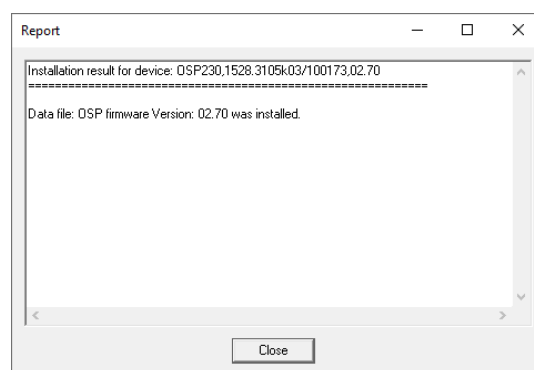 Report
Installation result for device: OSP230,1528.3105k03/100173,02.70
============================================================
Data file: OSP firmware Version: 02.70 was installed.
Close